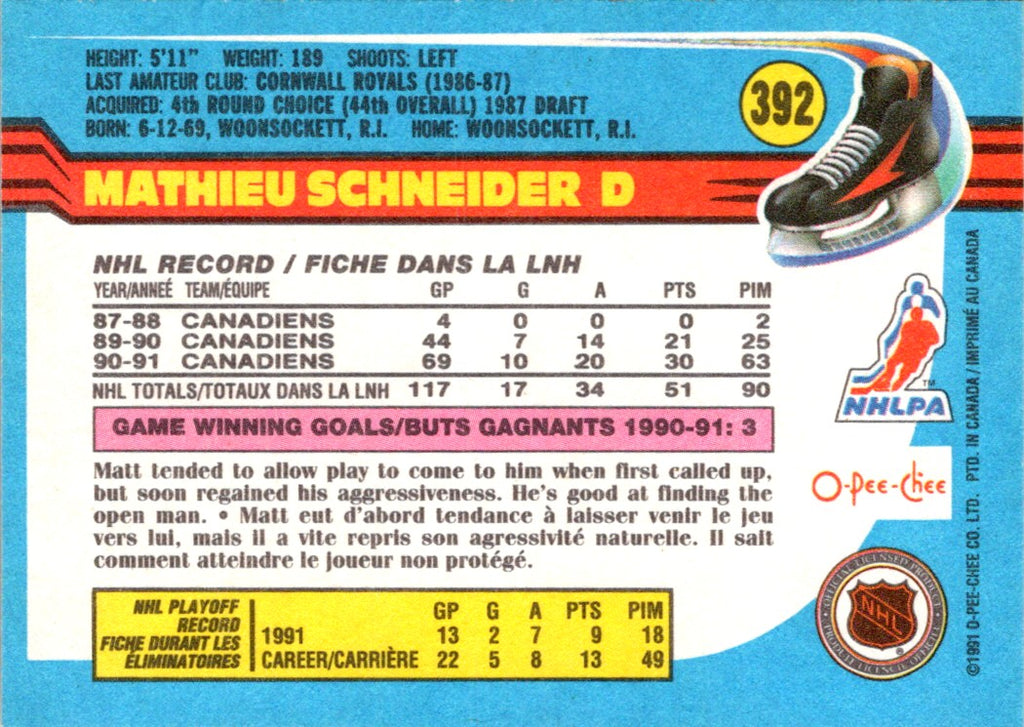 HEIGHT: 5'11" WEIGHT: 189 SHOOTS: LEFT
LAST AMATEUR CLUB: CORNWALL ROYALS (1986-87)
ACQUIRED: 4th ROUND CHOICE (44th OVERALL) 1987 DRAFT
BORN: 6-12-69, WOONSOCKETT, R.I. HOME: WOONSOCKETT, R.I.
392
MATHIEU SCHNEIDER D
NHL RECORD / FICHE DANS LA LNH
YEAR/ANNEÉ TEAM/ÉQUIPE GP G A PTS PIM
87-88 CANADIENS 4 0 0 0 2
89-90 CANADIENS 44 7 14 21 25
90-91 CANADIENS 69 10 20 30 63
NHL TOTALS/TOTAUX DANS LA LNH 117 17 34 51 90
GAME WINNING GOALS/BUTS GAGNANTS 1990-91: 3
Matt tended to allow play to come to him when first called up,
but soon regained his aggressiveness. He's good at finding the
open man. • Matt eut d'abord tendance à laisser venir le jeu
vers lui, mais il a vite repris son agressivité naturelle. Il sait
comment atteindre le joueur non protégé.
NHL PLAYOFF
RECORD
FICHE DURANT LES
ÉLIMINATOIRES
GP G A PTS PIM
1991 13 2 7 9 18
CAREER/CARRIÈRE 22 5 8 13 49
TM
NHLPA
O-Pee-Chee
OFFICIAL LICENSED PRODUCT
NHL
®
PRODUIT LICENCIÉ OFFICIEL
©1991 O-PEE-CHEE CO. LTD. PTD. IN CANADA / IMPRIMÉ AU CANADA